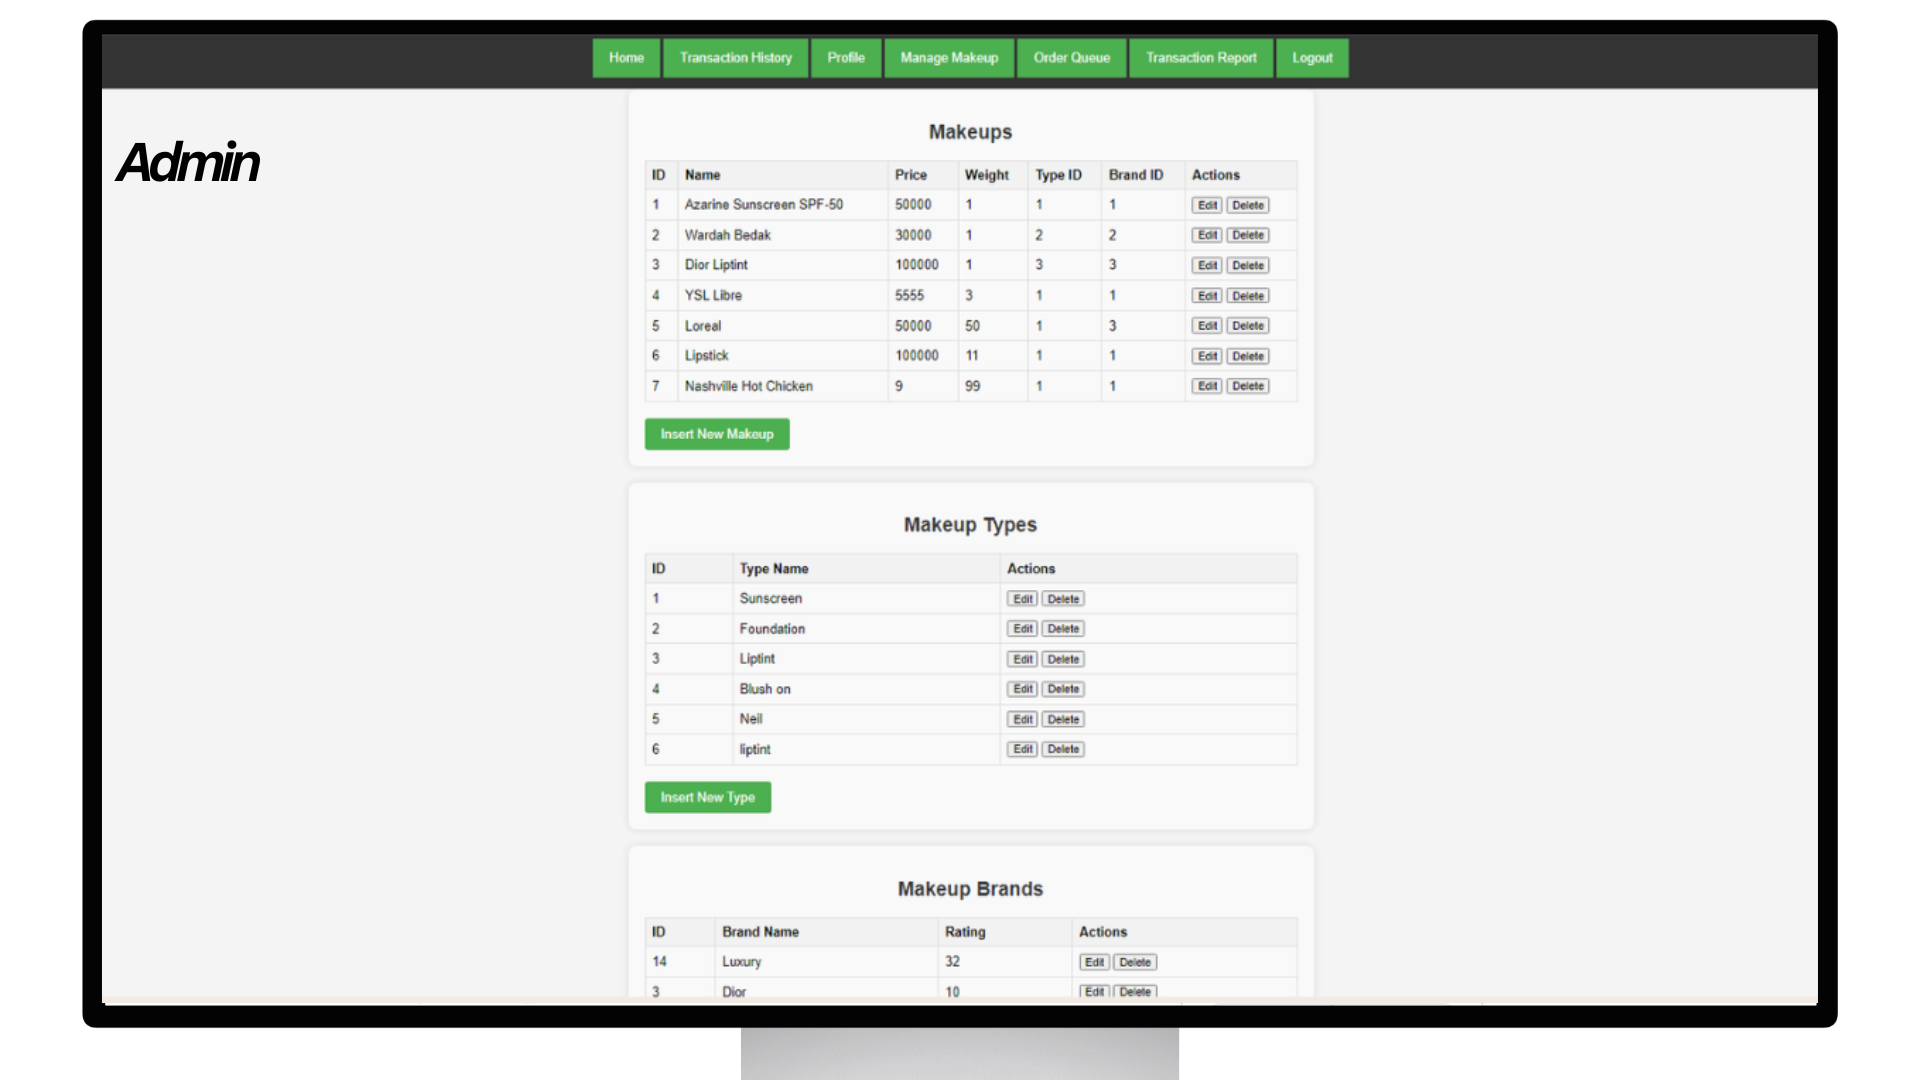 Home Transaction History Profile Manage Makeup Order Queue Transaction Report Logout
Admin
Makeups
ID Name Price Weight Type ID Brand ID Actions
1 Azarine Sunscreen SPF-50 50000 1 1 1 Edit Delete
2 Wardah Bedak 30000 1 2 2 Edit Delete
3 Dior Liptint 100000 1 3 3 Edit Delete
4 YSL Libre 5555 3 1 1 Edit Delete
5 Loreal 50000 50 1 3 Edit Delete
6 Lipstick 100000 11 1 1 Edit Delete
7 Nashville Hot Chicken 9 99 1 1 Edit Delete
Insert New Makeup
Makeup Types
ID Type Name Actions
1 Sunscreen Edit Delete
2 Foundation Edit Delete
3 Liptint Edit Delete
4 Blush on Edit Delete
5 Neil Edit Delete
6 liptint Edit Delete
Insert New Type
Makeup Brands
ID Brand Name Rating Actions
14 Luxury 32 Edit Delete
3 Dior 10 Edit Delete